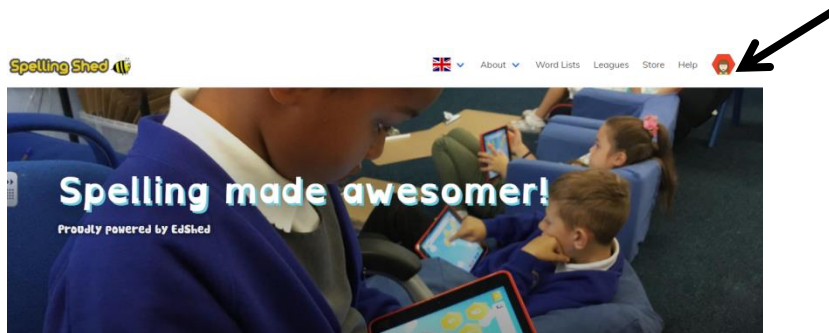 Spelling Shed
About Word Lists Leagues Store Help
Spelling made awesomer!
Proudly powered by EdShed